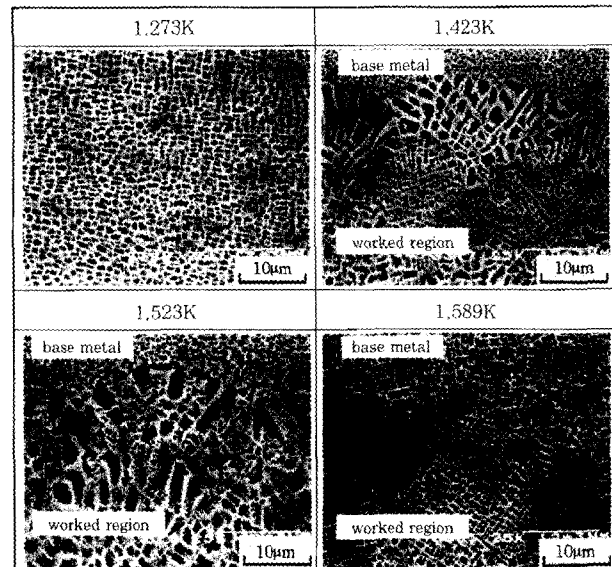 1,273K
1,423K
base metal
worked region
10μm
10μm
1,523K
1,589K
base metal
base metal
worked region
worked region
10μm
10μm